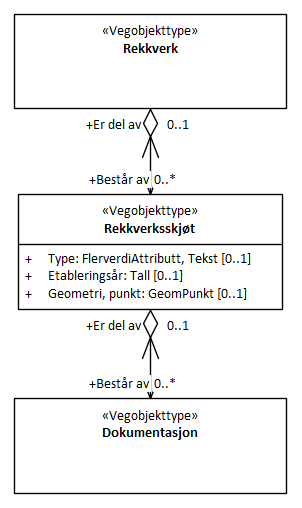 «Vegobjekttype»
Rekkverk
+Er del av 0..1
+Består av 0..*
«Vegobjekttype»
Rekkverksskjøt
+ Type: FlerverdiAttributt, Tekst [0..1]
+ Etableringsår: Tall [0..1]
+ Geometri, punkt: GeomPunkt [0..1]
+Er del av 0..1
+Består av 0..*
«Vegobjekttype»
Dokumentasjon